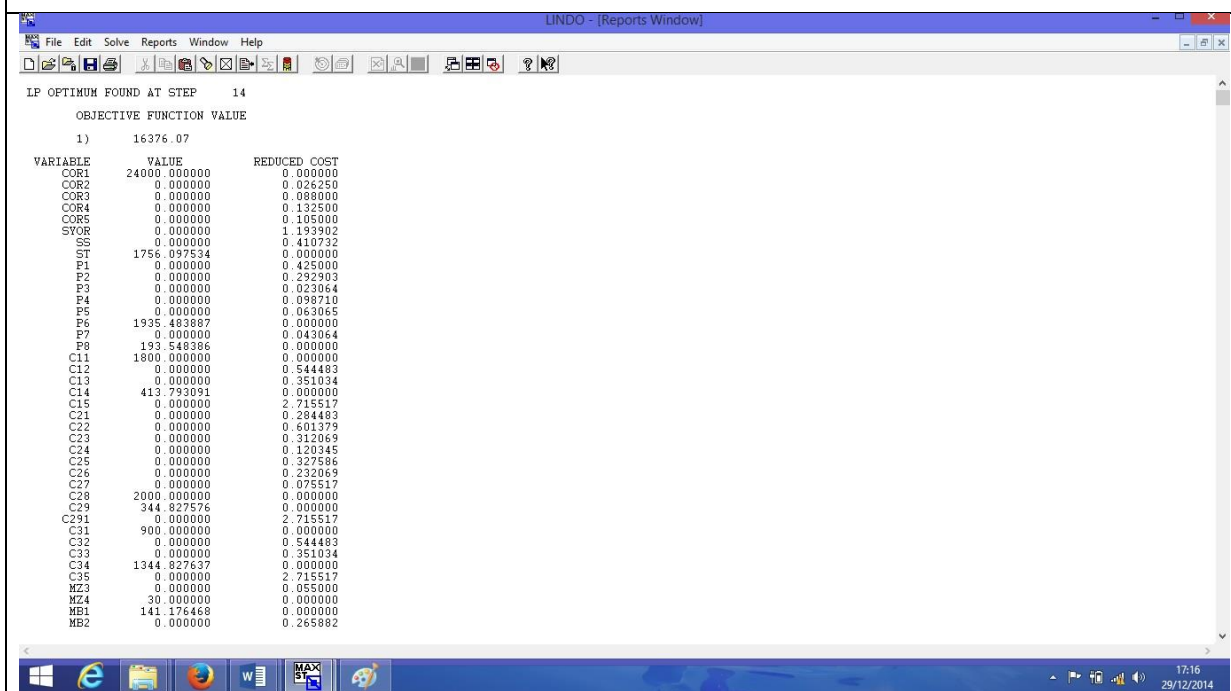 LINDO - [Reports Window]
File Edit Solve Reports Window Help
LP OPTIMUM FOUND AT STEP 14
OBJECTIVE FUNCTION VALUE
1) 16376.07
VARIABLE VALUE REDUCED COST
COR1 24000.000000 0.000000
COR2 0.000000 0.026250
COR3 0.000000 0.088000
COR4 0.000000 0.132500
COR5 0.000000 0.105000
SYOR 0.000000 1.193902
SS 0.000000 0.410732
ST 1756.097534 0.000000
P1 0.000000 0.425000
P2 0.000000 0.292903
P3 0.000000 0.023064
P4 0.000000 0.098710
P5 0.000000 0.063065
P6 1935.483887 0.000000
P7 0.000000 0.043064
P8 193.548386 0.000000
C11 1800.000000 0.000000
C12 0.000000 0.544483
C13 0.000000 0.351034
C14 413.793091 0.000000
C15 0.000000 2.715517
C21 0.000000 0.284483
C22 0.000000 0.601379
C23 0.000000 0.312069
C24 0.000000 0.120345
C25 0.000000 0.327586
C26 0.000000 0.232069
C27 0.000000 0.075517
C28 2000.000000 0.000000
C29 344.827576 0.000000
C291 0.000000 2.715517
C31 900.000000 0.000000
C32 0.000000 0.544483
C33 0.000000 0.351034
C34 1344.827637 0.000000
C35 0.000000 2.715517
MZ3 0.000000 0.055000
MZ4 30.000000 0.000000
MB1 141.176468 0.000000
MB2 0.000000 0.265882
MAX
ST
17:16
29/12/2014